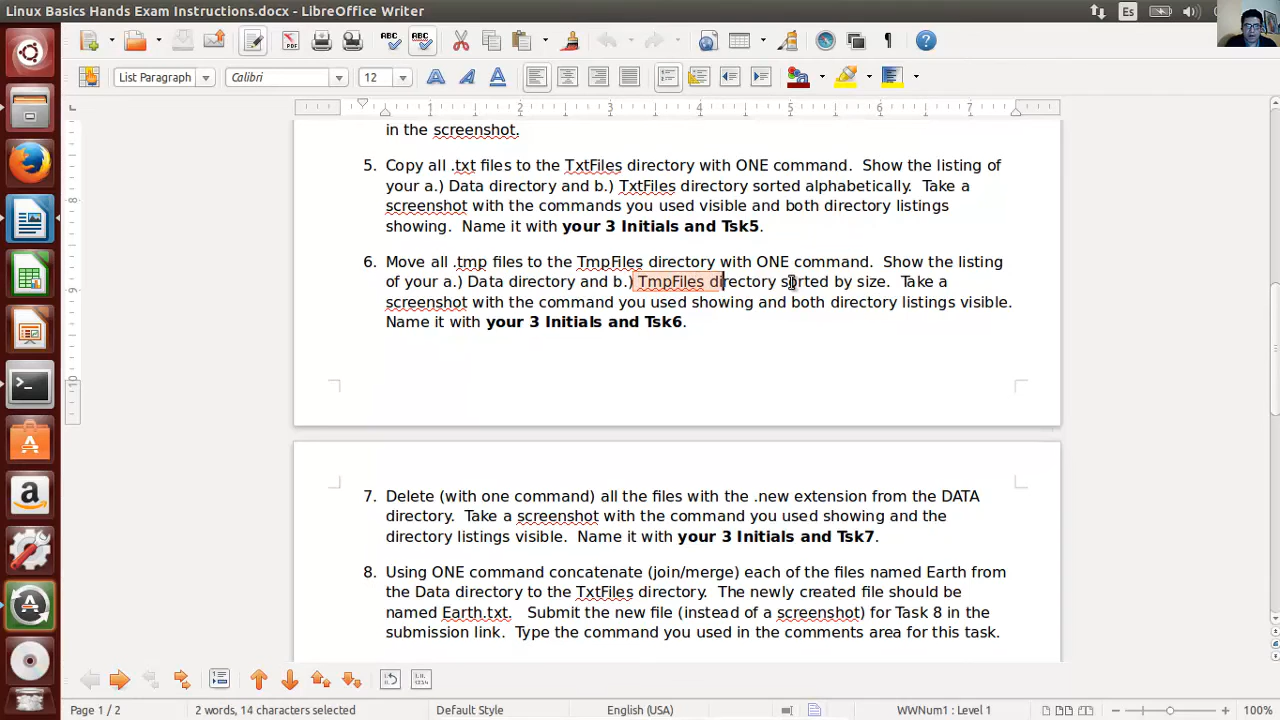 Linux Basics Hands Exam Instructions.docx - LibreOffice Writer
Es
List Paragraph
Calibri
12
1 2 3 4 5 6 7
in the screenshot.
5. Copy all .txt files to the TxtFiles directory with ONE command. Show the listing of
your a.) Data directory and b.) TxtFiles directory sorted alphabetically. Take a
screenshot with the commands you used visible and both directory listings
showing. Name it with your 3 Initials and Tsk5.
6. Move all .tmp files to the TmpFiles directory with ONE command. Show the listing
of your a.) Data directory and b.) TmpFiles directory sorted by size. Take a
screenshot with the command you used showing and both directory listings visible.
Name it with your 3 Initials and Tsk6.
7. Delete (with one command) all the files with the .new extension from the DATA
directory. Take a screenshot with the command you used showing and the
directory listings visible. Name it with your 3 Initials and Tsk7.
8. Using ONE command concatenate (join/merge) each of the files named Earth from
the Data directory to the TxtFiles directory. The newly created file should be
named Earth.txt. Submit the new file (instead of a screenshot) for Task 8 in the
submission link. Type the command you used in the comments area for this task.
Page 1 / 2
2 words, 14 characters selected
Default Style
English (USA)
WWNum1 : Level 1
100%